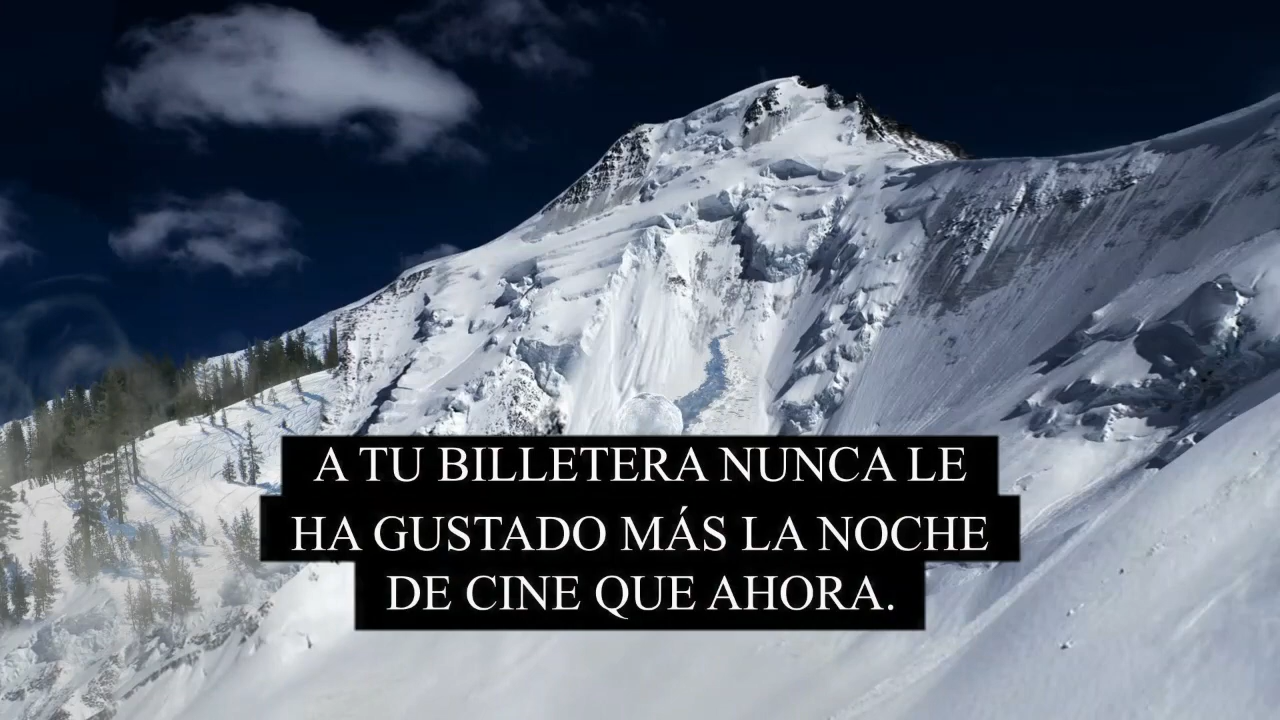 A TU BILLETERA NUNCA LE
HA GUSTADO MÁS LA NOCHE
DE CINE QUE AHORA.